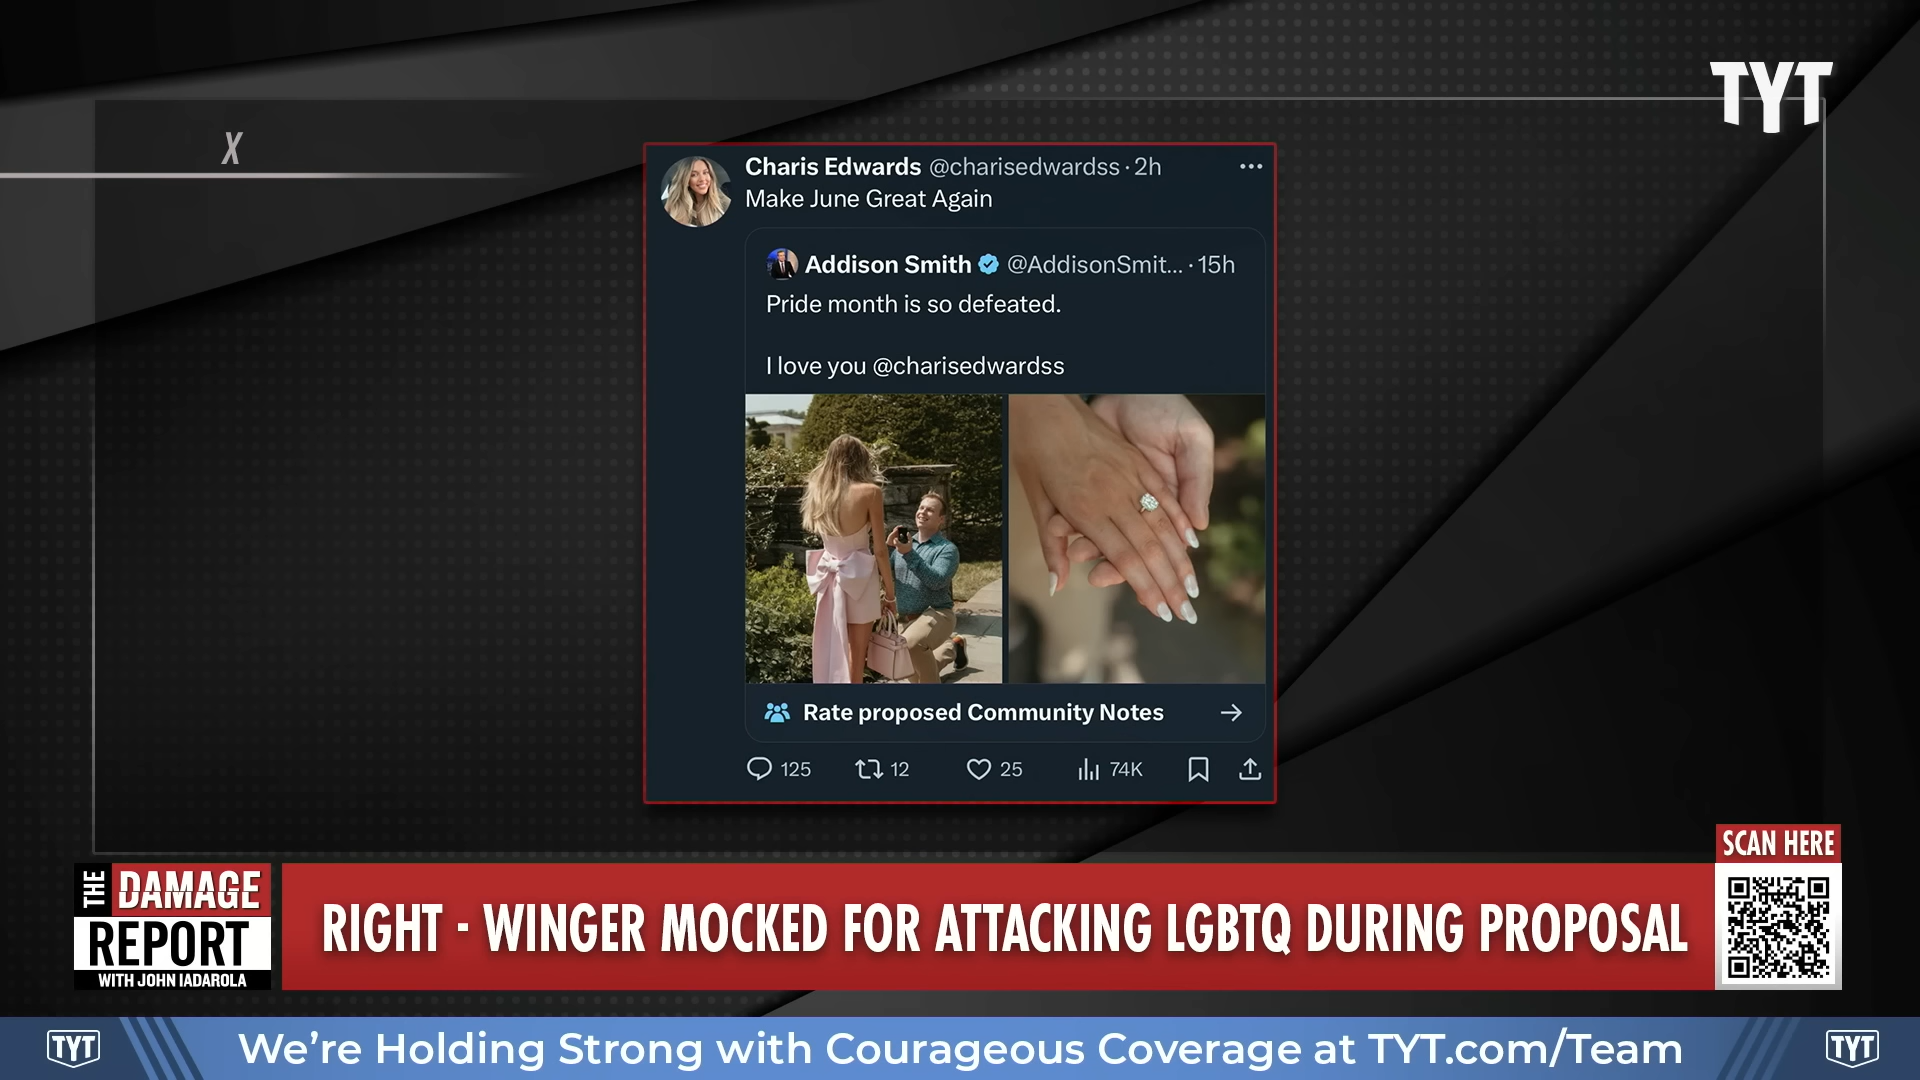 TYT
X
Charis Edwards @charisedwardss · 2h
Make June Great Again
Addison Smith @AddisonSmit... · 15h
Pride month is so defeated.
I love you @charisedwardss
Rate proposed Community Notes
125 12 25 74K
SCAN HERE
THE DAMAGE
REPORT
WITH JOHN IADAROLA
RIGHT - WINGER MOCKED FOR ATTACKING LGBTQ DURING PROPOSAL
TYT We're Holding Strong with Courageous Coverage at TYT.com/Team TYT